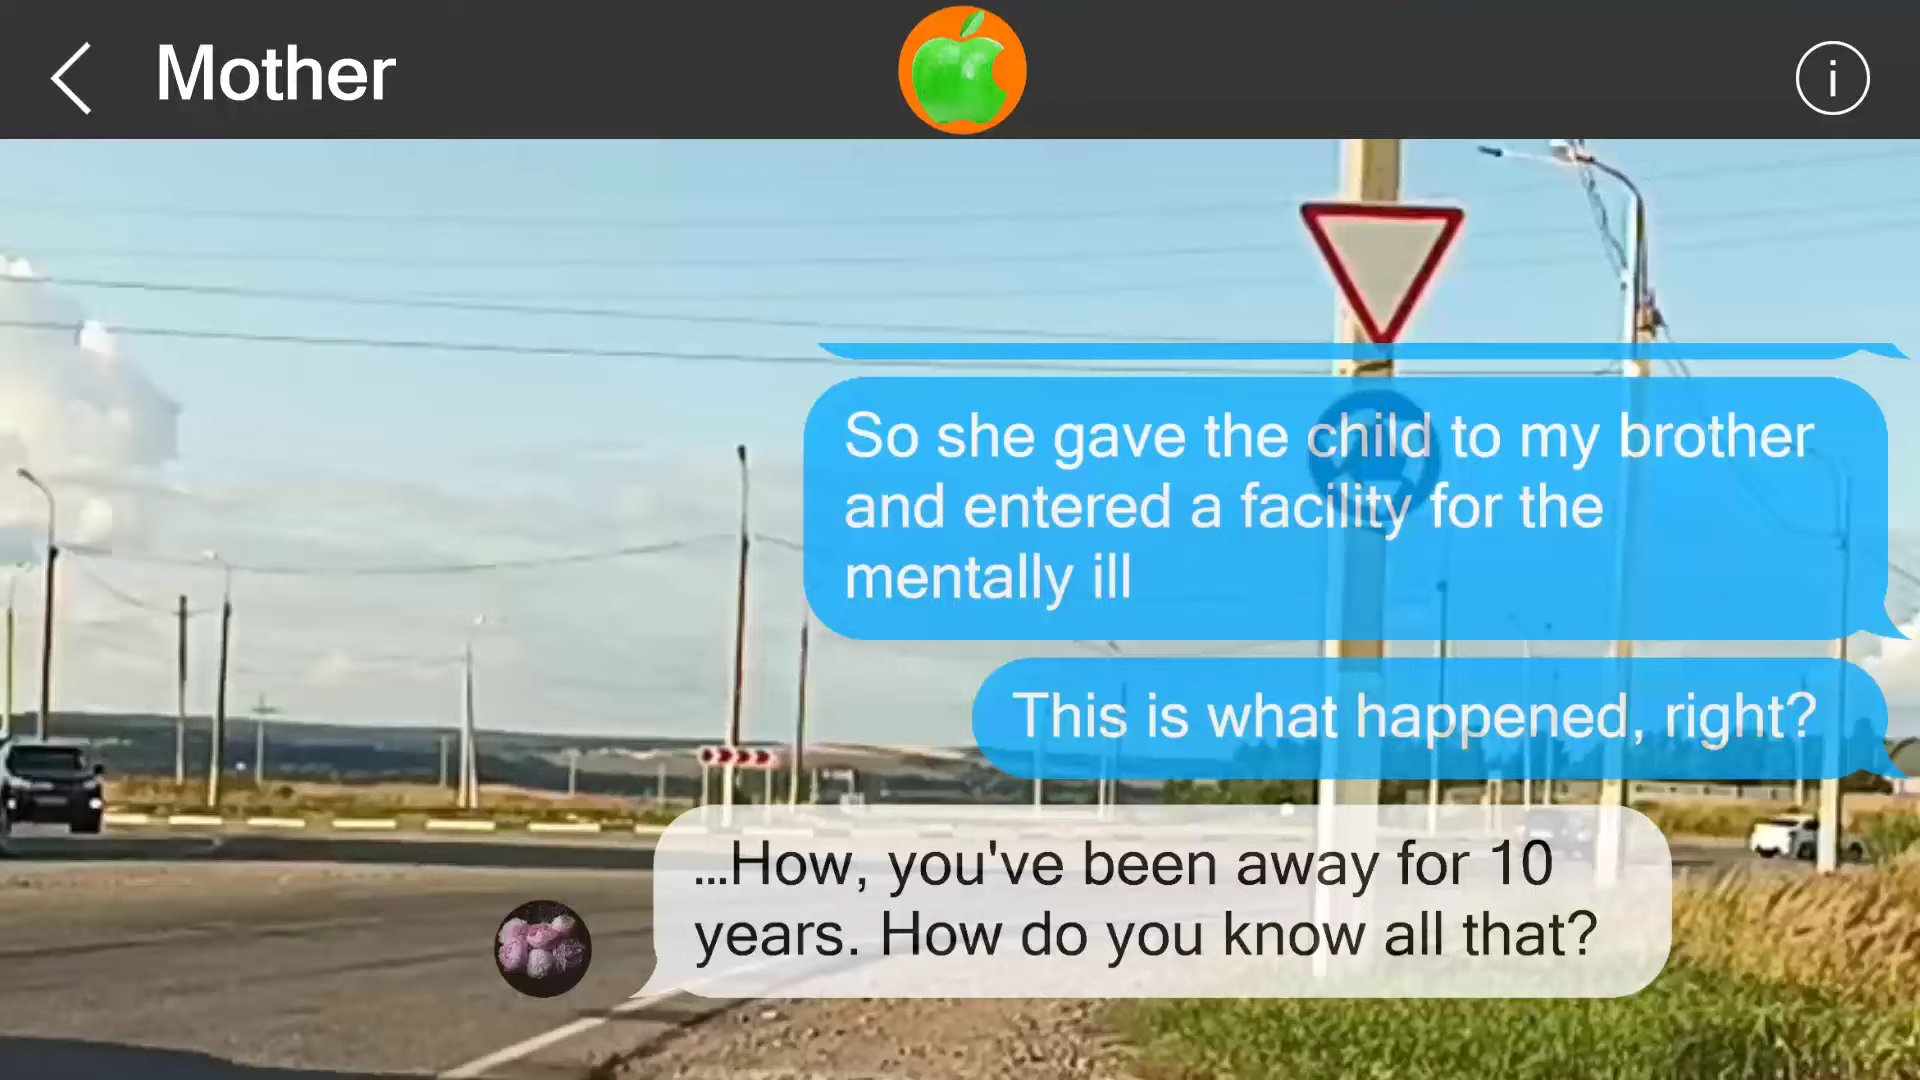 Mother
i
So she gave the child to my brother
and entered a facility for the
mentally ill
This is what happened, right?
...How, you've been away for 10
years. How do you know all that?